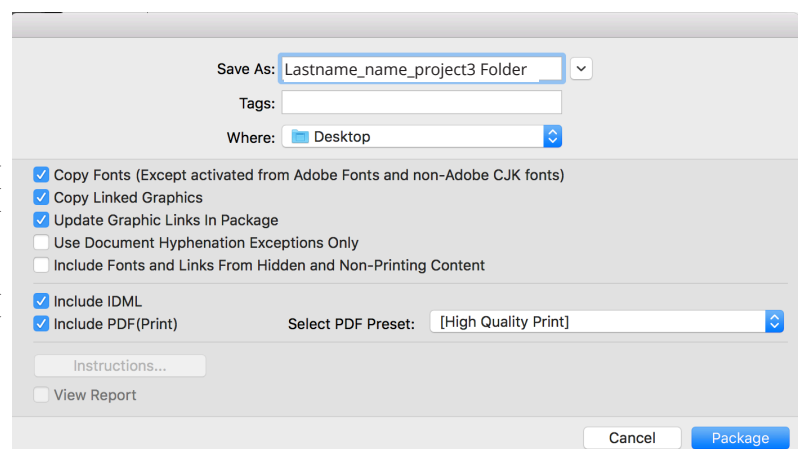 Save As: Lastname_name_project3 Folder
Tags:
Where: Desktop
Copy Fonts (Except activated from Adobe Fonts and non-Adobe CJK fonts)
Copy Linked Graphics
Update Graphic Links In Package
Use Document Hyphenation Exceptions Only
Include Fonts and Links From Hidden and Non-Printing Content
Include IDML
Include PDF(Print) Select PDF Preset: [High Quality Print]
Instructions...
View Report
Cancel Package